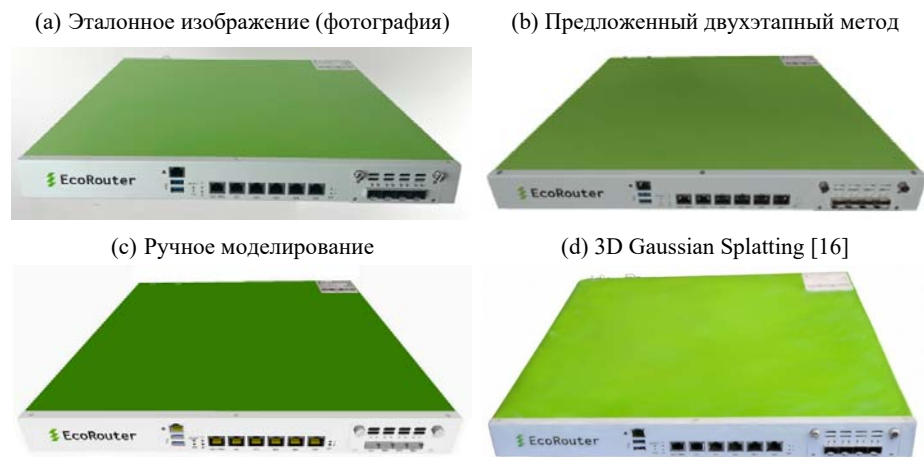 (a) Эталонное изображение (фотография)
(b) Предложенный двухэтапный метод
EcoRouter
EcoRouter
(c) Ручное моделирование
(d) 3D Gaussian Splatting [16]
EcoRouter
EcoRouter